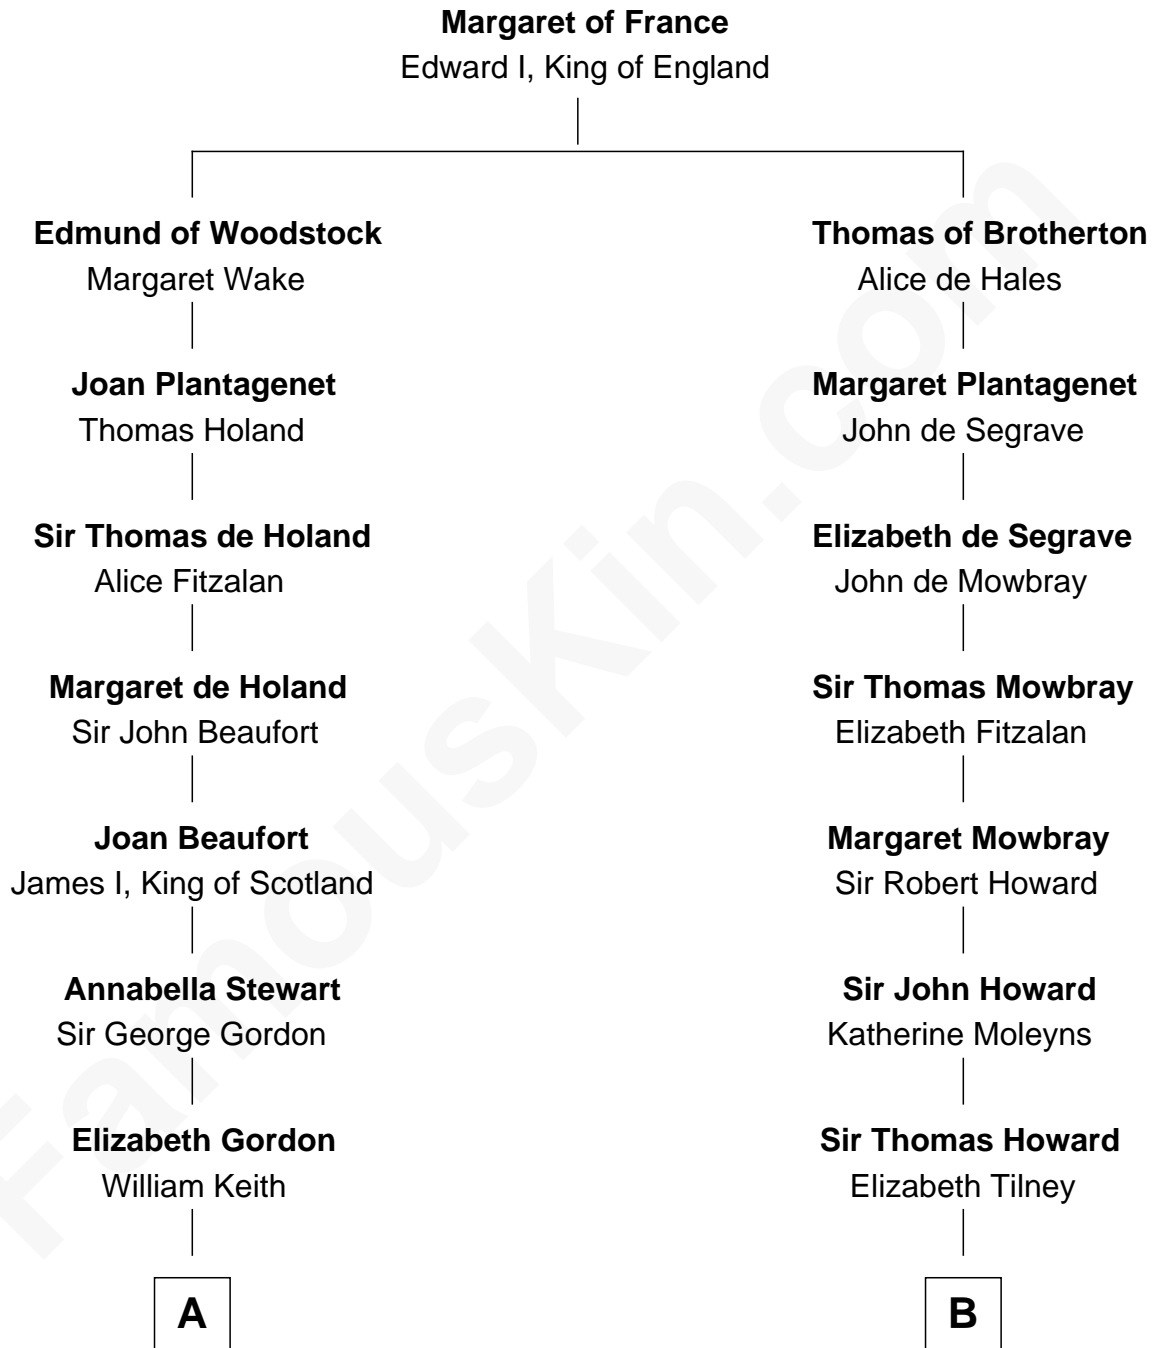 Margaret of France
Edward I, King of England
Edmund of Woodstock
Margaret Wake
Thomas of Brotherton
Alice de Hales
Joan Plantagenet
Thomas Holand
Margaret Plantagenet
John de Segrave
Sir Thomas de Holand
Alice Fitzalan
Elizabeth de Segrave
John de Mowbray
Margaret de Holand
Sir John Beaufort
Sir Thomas Mowbray
Elizabeth Fitzalan
Joan Beaufort
James I, King of Scotland
Margaret Mowbray
Sir Robert Howard
Annabella Stewart
Sir George Gordon
Sir John Howard
Katherine Moleyns
Elizabeth Gordon
William Keith
Sir Thomas Howard
Elizabeth Tilney
A
B
FamousKin.com